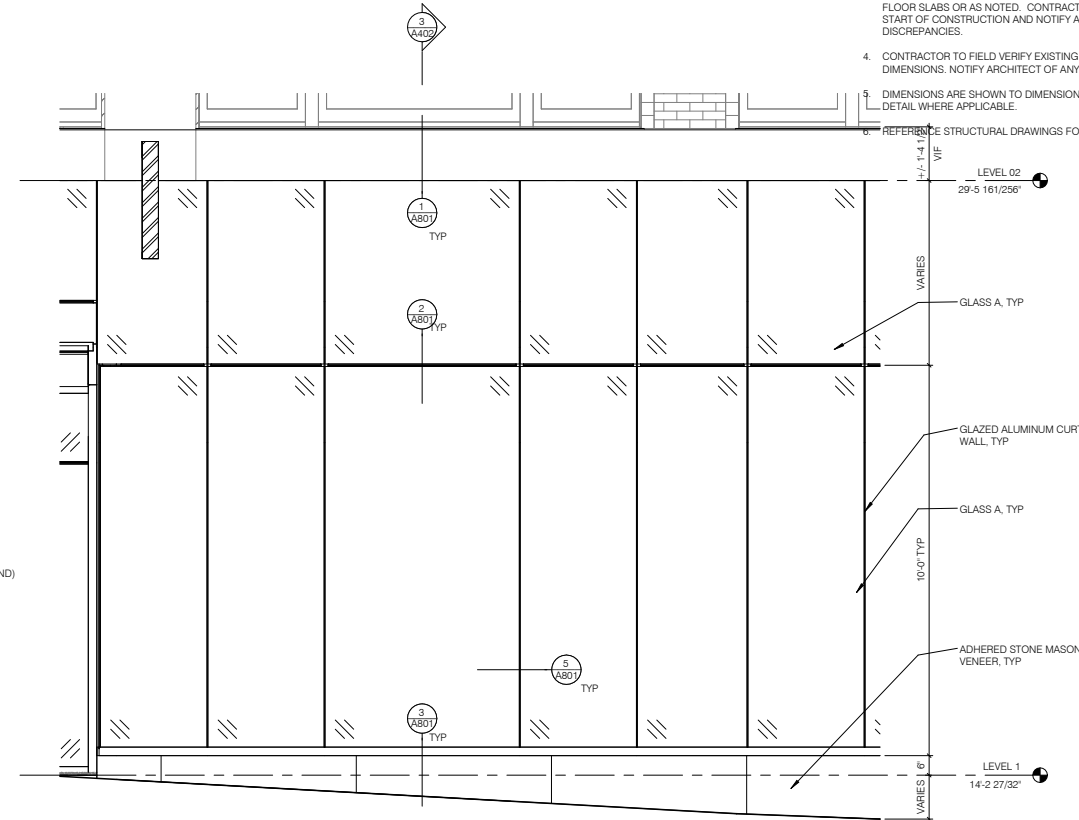 FLOOR SLABS OR AS NOTED. CONTRACT
START OF CONSTRUCTION AND NOTIFY A
DISCREPANCIES.
4. CONTRACTOR TO FIELD VERIFY EXISTING
DIMENSIONS. NOTIFY ARCHITECT OF ANY
5. DIMENSIONS ARE SHOWN TO DIMENSION
DETAIL WHERE APPLICABLE.
6. REFERENCE STRUCTURAL DRAWINGS FO
3
A402
+/- 1'-4 1/2"
VIF
LEVEL 02
29'-5 161/256"
1
A801
TYP
VARIES
2
A801
TYP
GLASS A, TYP
GLAZED ALUMINUM CURT
WALL, TYP
GLASS A, TYP
10'-0" TYP
ND)
ADHERED STONE MASON
VENEER, TYP
5
A801
TYP
3
A801
TYP
6"
LEVEL 1
14'-2 27/32"
VARIES